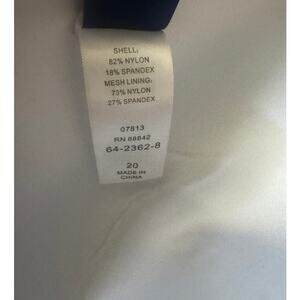 SHELL:
82% NYLON
18% SPANDEX
MESH LINING:
73% NYLON
27% SPANDEX
07813
RN 88842
64-2362-8
20
MADE IN
CHINA